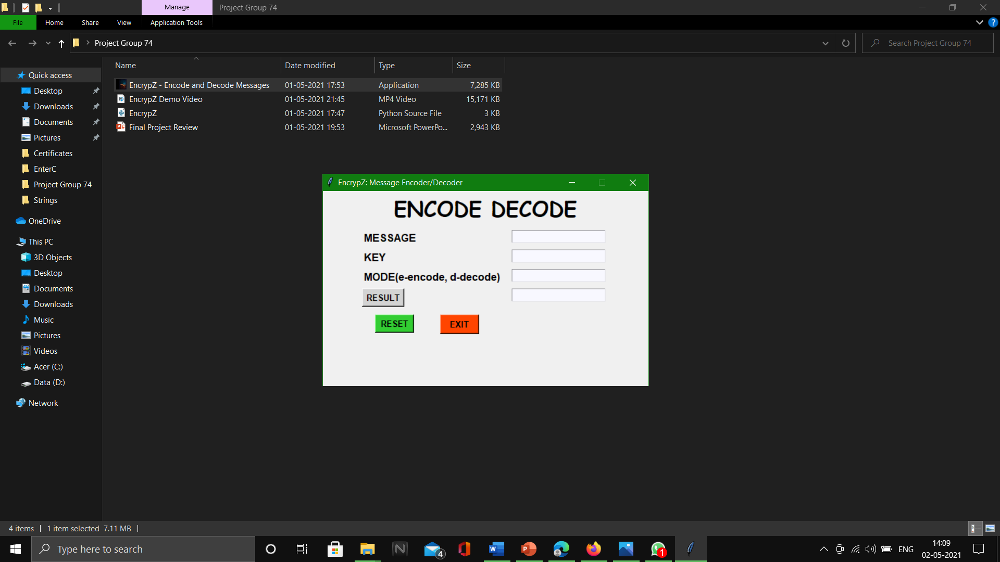 Manage Project Group 74
File Home Share View Application Tools
Project Group 74 Search Project Group 74
Name Date modified Type Size
Quick access
Desktop
Downloads
Documents
Pictures
Certificates
EnterC
Project Group 74
Strings
OneDrive
This PC
3D Objects
Desktop
Documents
Downloads
Music
Pictures
Videos
Acer (C:)
Data (D:)
Network
EncrypZ - Encode and Decode Messages 01-05-2021 17:53 Application 7,285 KB
EncrypZ Demo Video 01-05-2021 21:45 MP4 Video 15,171 KB
EncrypZ 01-05-2021 17:47 Python Source File 3 KB
Final Project Review 01-05-2021 19:53 Microsoft PowerPo... 2,943 KB
EncrypZ: Message Encoder/Decoder
ENCODE DECODE
MESSAGE
KEY
MODE(e-encode, d-decode)
RESULT
RESET EXIT
4 items 1 item selected 7.11 MB
Type here to search 4 1 ENG 14:09
02-05-2021